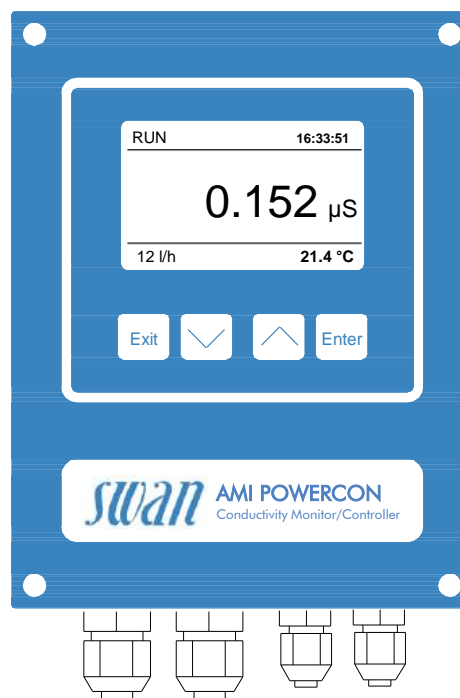 RUN 16:33:51
0.152 µS
12 l/h 21.4 °C
Exit Enter
swan AMI POWERCON
Conductivity Monitor/Controller